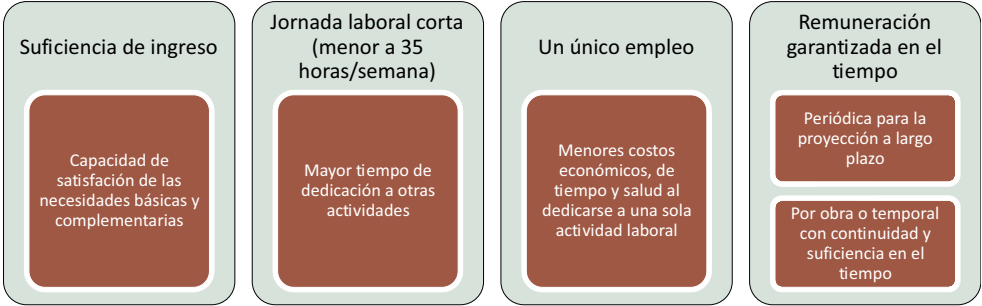 Suficiencia de ingreso
Capacidad de
satisfacción de las
necesidades básicas y
complementarias
Jornada laboral corta
(menor a 35
horas/semana)
Mayor tiempo de
dedicación a otras
actividades
Un único empleo
Menores costos
económicos, de
tiempo y salud al
dedicarse a una sola
actividad laboral
Remuneración
garantizada en el
tiempo
Periódica para la
proyección a largo
plazo
Por obra o temporal
con continuidad y
suficiencia en el
tiempo